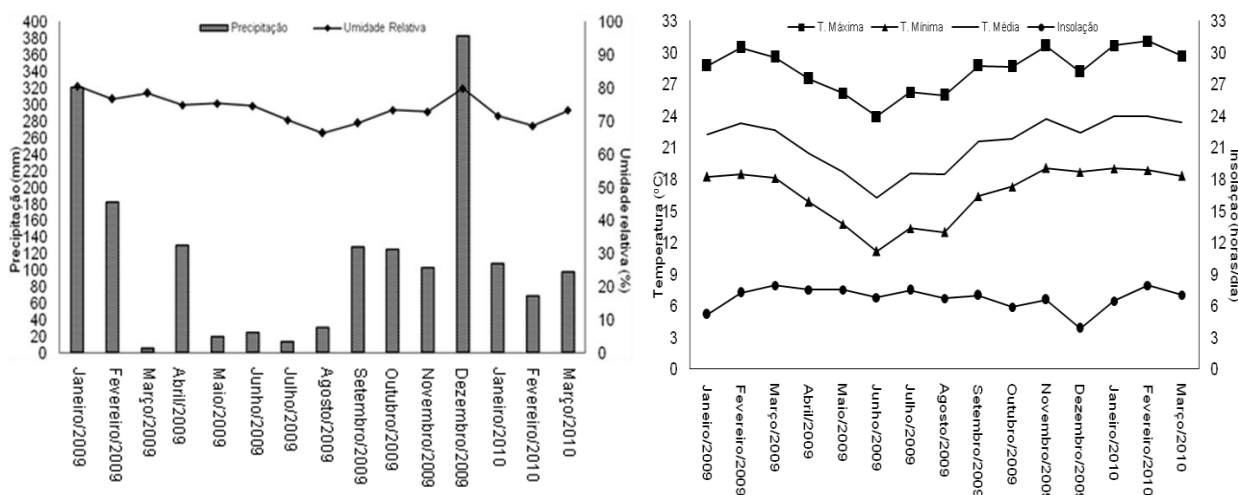 Precipitação Umidade Relativa
Precipitação (mm)
400
380
360
340
320
300
280
260
240
220
200
180
160
140
120
100
80
60
40
20
0
100
90
80
70
60
50
40
30
20
10
0
Umidade relativa (%)
Janeiro/2009
Fevereiro/2009
Março/2009
Abril/2009
Maio/2009
Junho/2009
Julho/2009
Agosto/2009
Setembro/2009
Outubro/2009
Novembro/2009
Dezembro/2009
Janeiro/2010
Fevereiro/2010
Março/2010
T. Máxima T. Mínima T. Média Insolação
Temperatura (°C)
33
30
27
24
21
18
15
12
9
6
3
0
33
30
27
24
21
18
15
12
9
6
3
0
Insolaçao (horas/dia)
Janeiro/2009
Fevereiro/2009
Março/2009
Abril/2009
Maio/2009
Junho/2009
Julho/2009
Agosto/2009
Setembro/2009
Outubro/2009
Novembro/2009
Dezembro/2009
Janeiro/2010
Fevereiro/2010
Março/2010